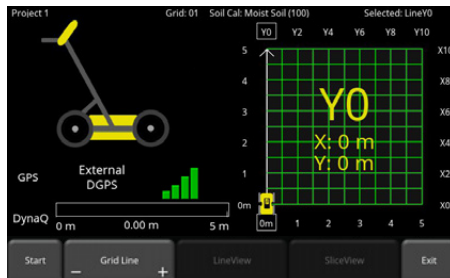 Project 1 Grid: 01 Soil Cal: Moist Soil (100) Selected: LineY0
Y0 Y2 Y4 Y6 Y8 Y10
5 X10
4 X8
3 X6
2 X4
1 X2
0m X0
Y0
X: 0 m
Y: 0 m
GPS External
DGPS
DynaQ 0 m 0.00 m 5 m
0m 1 2 3 4 5
Start − Grid Line + LineView SliceView Exit